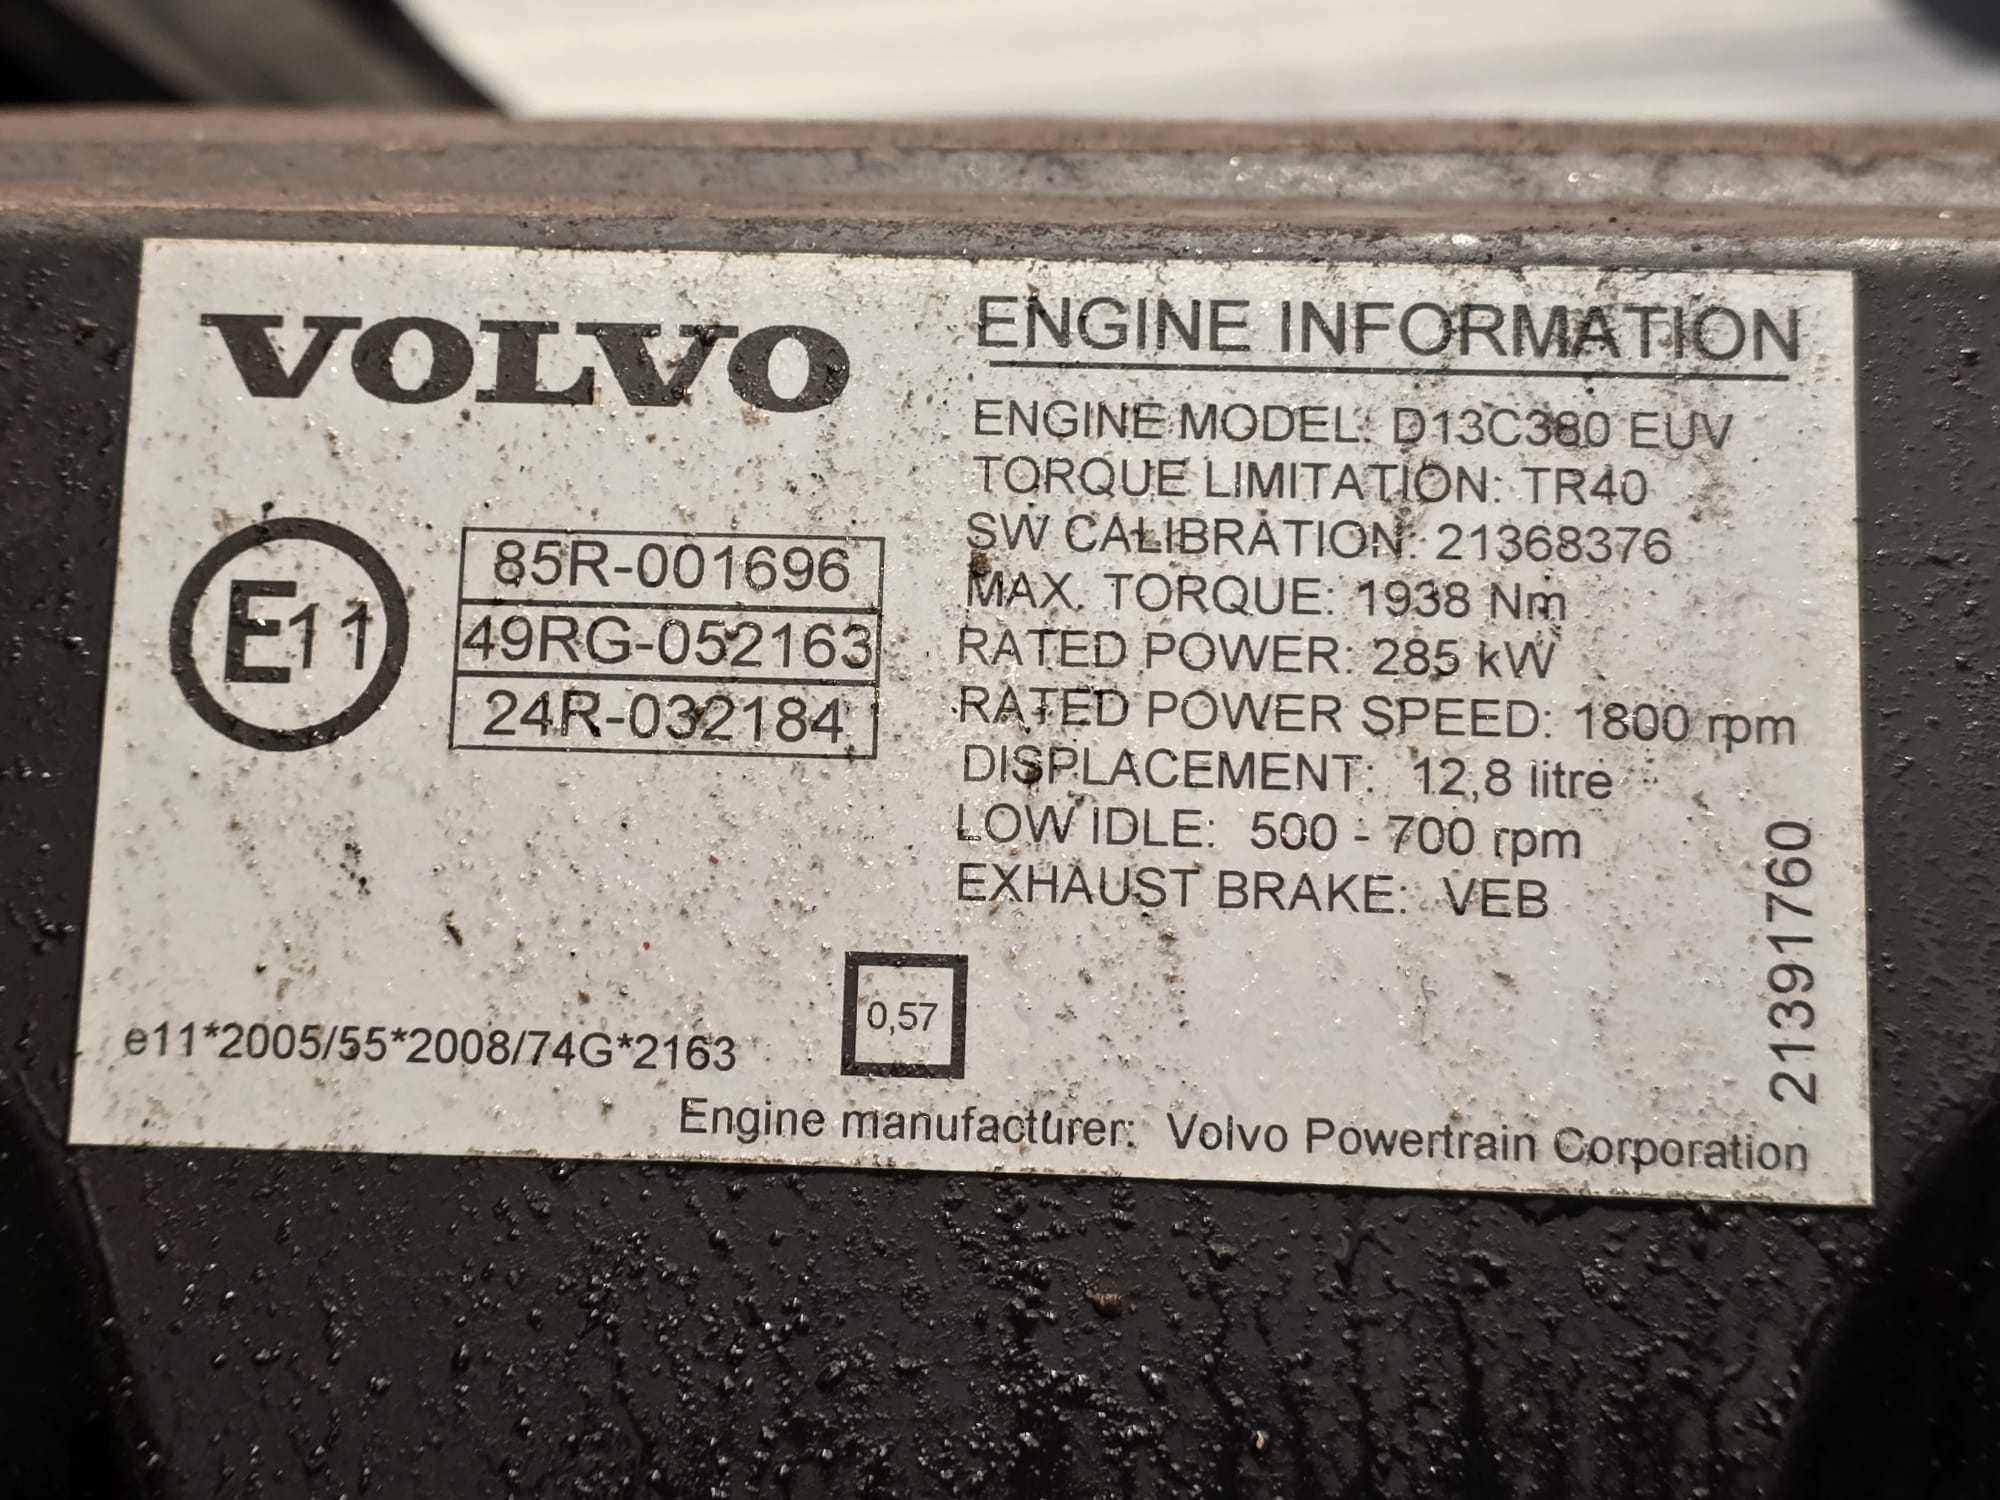 VOLVO
E11
85R-001696
49RG-052163
24R-032184
ENGINE INFORMATION
ENGINE MODEL: D13C380 EUV
TORQUE LIMITATION: TR40
SW CALIBRATION: 21368376
MAX. TORQUE: 1938 Nm
RATED POWER: 285 kW
RATED POWER SPEED: 1800 rpm
DISPLACEMENT: 12,8 litre
LOW IDLE: 500 - 700 rpm
EXHAUST BRAKE: VEB
21391760
0,57
e11*2005/55*2008/74G*2163
Engine manufacturer: Volvo Powertrain Corporation